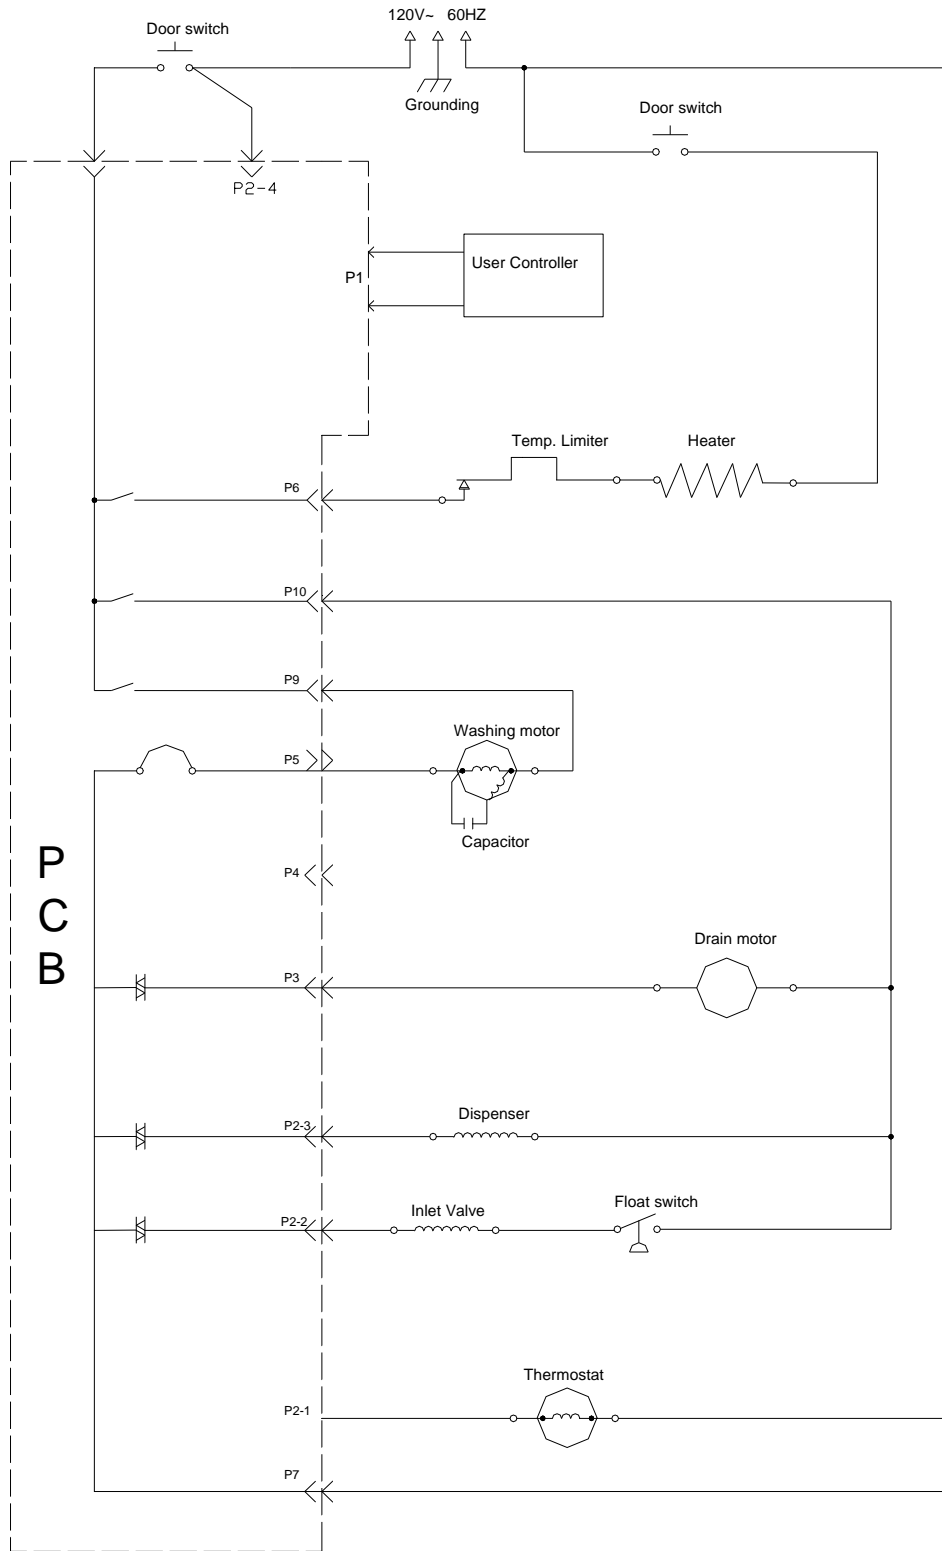 120V~ 60HZ
Door switch
Grounding
Door switch
P2-4
User Controller
P1
Temp. Limiter
Heater
P6
P10
P9
Washing motor
P5
Capacitor
P
C
B
P4
Drain motor
P3
Dispenser
P2-3
Inlet Valve
Float switch
P2-2
Thermostat
P2-1
P7